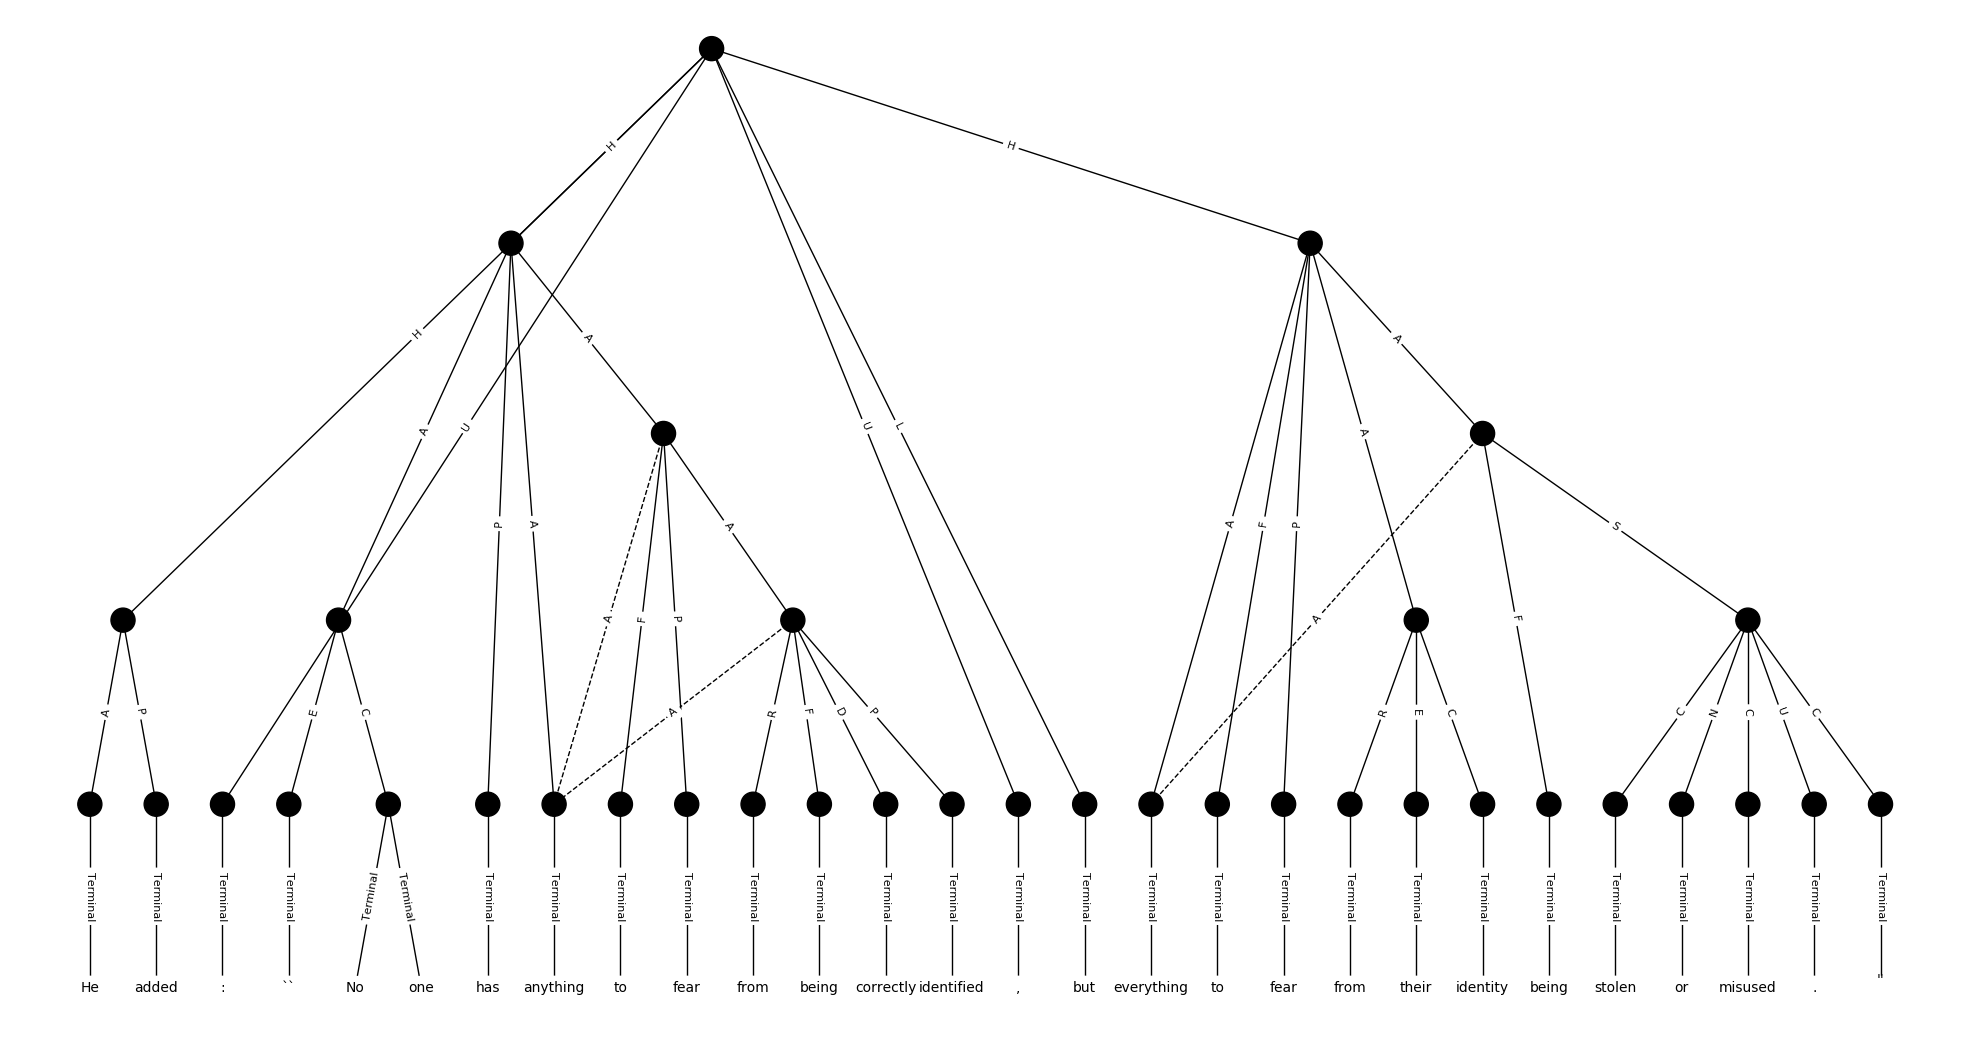 H
H
H
A
A
A
U
U
L
A
A
P
A
P
A
F
A
F
P
A
S
A
F
P
A
F
A
P
E
C
A
R
F
D
P
R
E
C
C
N
C
U
C
Terminal Terminal Terminal Terminal Terminal Terminal Terminal Terminal Terminal Terminal Terminal Terminal Terminal Terminal Terminal Terminal Terminal Terminal Terminal Terminal Terminal Terminal Terminal Terminal Terminal Terminal Terminal Terminal
He added : `` No one has anything to fear from being correctly identified , but everything to fear from their identity being stolen or misused . "